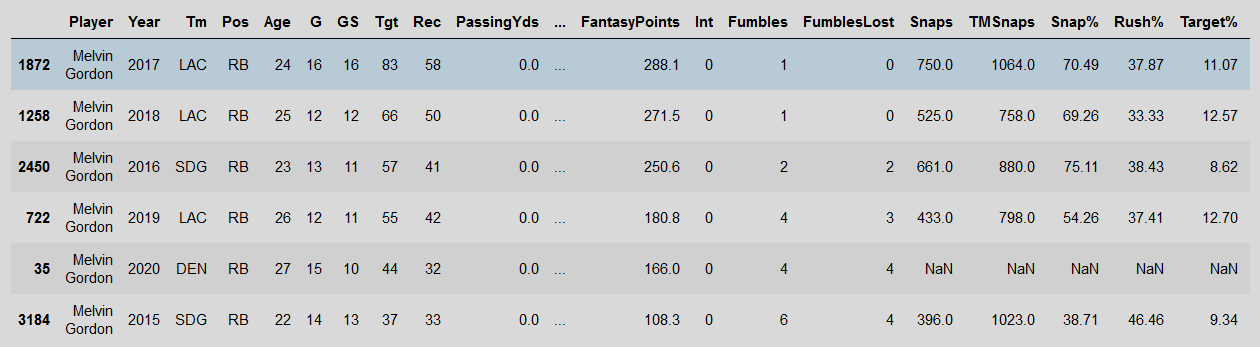 Player Year Tm Pos Age G GS Tgt Rec PassingYds ... FantasyPoints Int Fumbles FumblesLost Snaps TMSnaps Snap% Rush% Target%
1872 Melvin Gordon 2017 LAC RB 24 16 16 83 58 0.0 ... 288.1 0 1 0 750.0 1064.0 70.49 37.87 11.07
1258 Melvin Gordon 2018 LAC RB 25 12 12 66 50 0.0 ... 271.5 0 1 0 525.0 758.0 69.26 33.33 12.57
2450 Melvin Gordon 2016 SDG RB 23 13 11 57 41 0.0 ... 250.6 0 2 2 661.0 880.0 75.11 38.43 8.62
722 Melvin Gordon 2019 LAC RB 26 12 11 55 42 0.0 ... 180.8 0 4 3 433.0 798.0 54.26 37.41 12.70
35 Melvin Gordon 2020 DEN RB 27 15 10 44 32 0.0 ... 166.0 0 4 4 NaN NaN NaN NaN NaN
3184 Melvin Gordon 2015 SDG RB 22 14 13 37 33 0.0 ... 108.3 0 6 4 396.0 1023.0 38.71 46.46 9.34